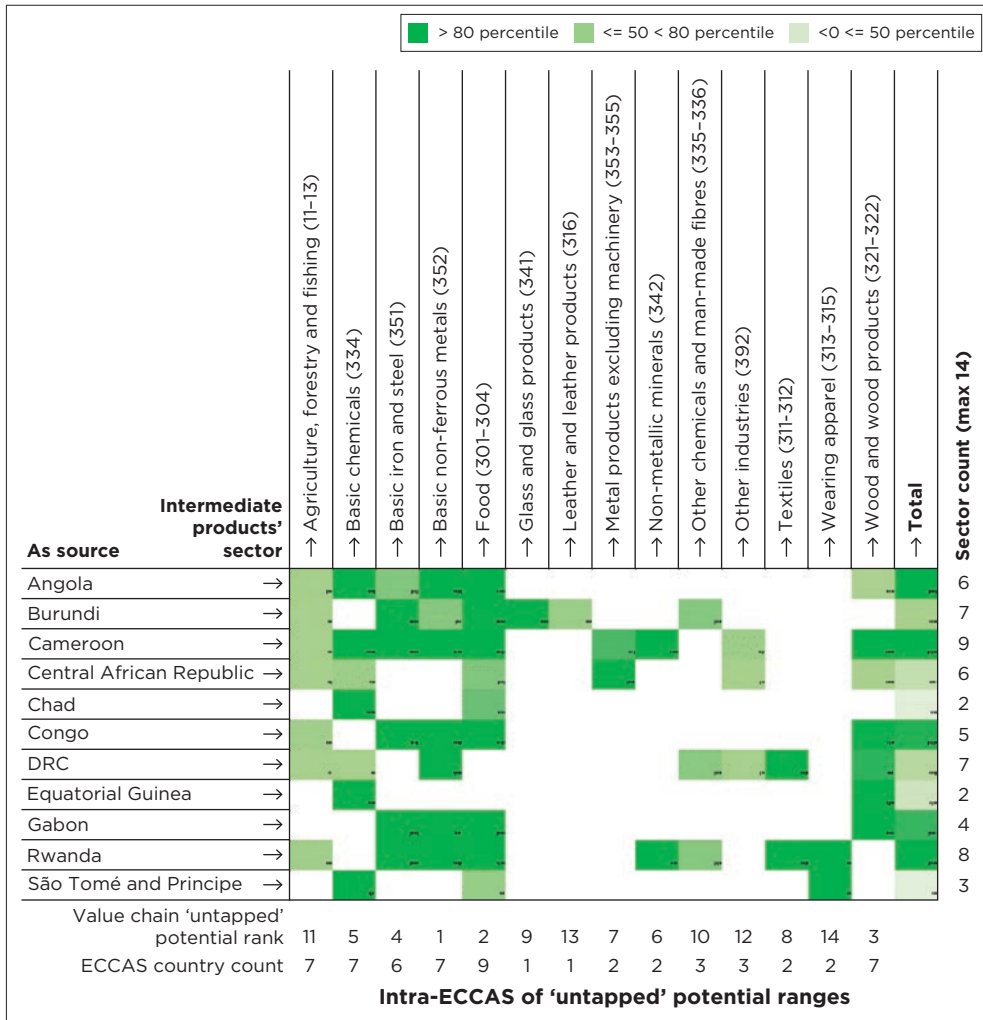 > 80 percentile <= 50 < 80 percentile <0 <= 50 percentile
→ Agriculture, forestry and fishing (11–13)
→ Basic chemicals (334)
→ Basic iron and steel (351)
→ Basic non-ferrous metals (352)
→ Food (301–304)
→ Glass and glass products (341)
→ Leather and leather products (316)
→ Metal products excluding machinery (353–355)
→ Non-metallic minerals (342)
→ Other chemicals and man-made fibres (335–336)
→ Other industries (392)
→ Textiles (311-312)
→ Wearing apparel (313–315)
→ Wood and wood products (321–322)
→ Total
Sector count (max 14)
Intermediate
products'
As source sector
Angola → 6
Burundi → 7
Cameroon → 9
Central African Republic → 6
Chad → 2
Congo → 5
DRC → 7
Equatorial Guinea → 2
Gabon → 4
Rwanda → 8
São Tomé and Principe → 3
Value chain 'untapped'
potential rank 11 5 4 1 2 9 13 7 6 10 12 8 14 3
ECCAS country count 7 7 6 7 9 1 1 2 2 3 3 2 2 7
Intra-ECCAS of 'untapped' potential ranges